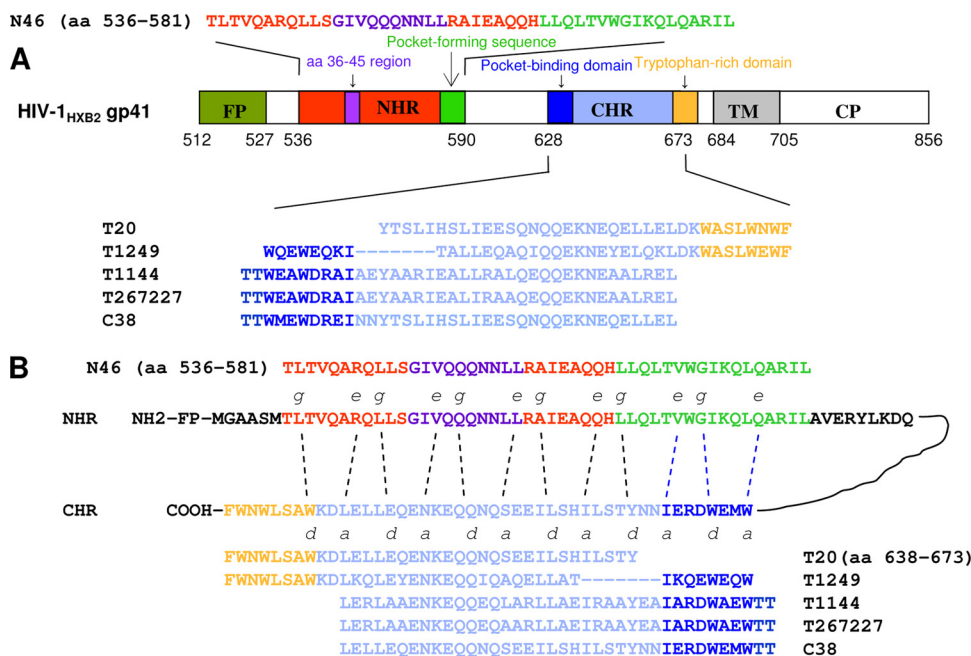 N46 (aa 536–581) TLTVQARQLLSGIVQQQNNLLRAIEAQQHLLQLTVWGIKQLQARIL
Pocket-forming sequence
A
aa 36-45 region
Pocket-binding domain
Tryptophan-rich domain
HIV-1HXB2 gp41
FP NHR CHR TM CP
512 527 536 590 628 673 684 705 856
T20 YTSLIHSLIEESQNQQEKNEQELLELDKWASLWNWF
T1249 WQEWEQKI-------TALLEQAQIQQEKNEYELQKLDKWASLWEWF
T1144 TTWEAWDRAIAEYAARIEALLRALQEQQEKNEAALREL
T267227 TTWEAWDRAIAEYAARIEALIRAAQEQQEKNEAALREL
C38 TTWMEWDREINNYTSLIHSLIEESQNQQEKNEQELLEL
B
N46 (aa 536–581) TLTVQARQLLSGIVQQQNNLLRAIEAQQHLLQLTVWGIKQLQARIL
g e g e g e g e g e g e
NHR NH2–FP–MGAASMTLTVQARQLLSGIVQQQNNLLRAIEAQQHLLQLTVWGIKQLQARILAVERYLKDQ
CHR COOH–FWNWLSAWKDLELLEQENKEQQNQSEEILSHILSTYNNIERDWEMW
d a d a d a d a d a d a
FWNWLSAWKDLELLEQENKEQQNQSEEILSHILSTY T20(aa 638–673)
FWNWLSAWKDLKQLEYENKEQQIQAQELLAT-------IKQEWEQW T1249
LERLAAENKEQQEQLARLLAEIRAAYEAIARDWAEWTT T1144
LERLAAENKEQQEQAARLLAEIRAAYEAIARDWAEWTT T267227
LERLAAENKEQQEQLARLLAEIRAAYEAIARDWAEWTT C38